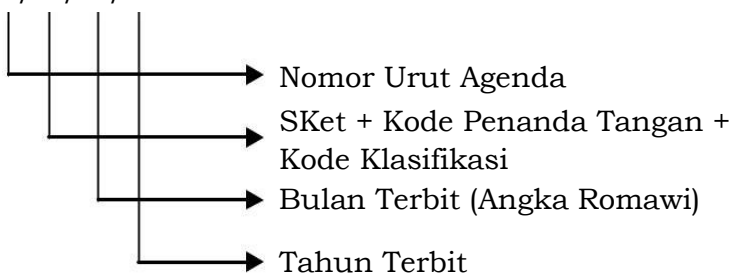 Nomor Urut Agenda
SKet + Kode Penanda Tangan +
Kode Klasifikasi
Bulan Terbit (Angka Romawi)
Tahun Terbit